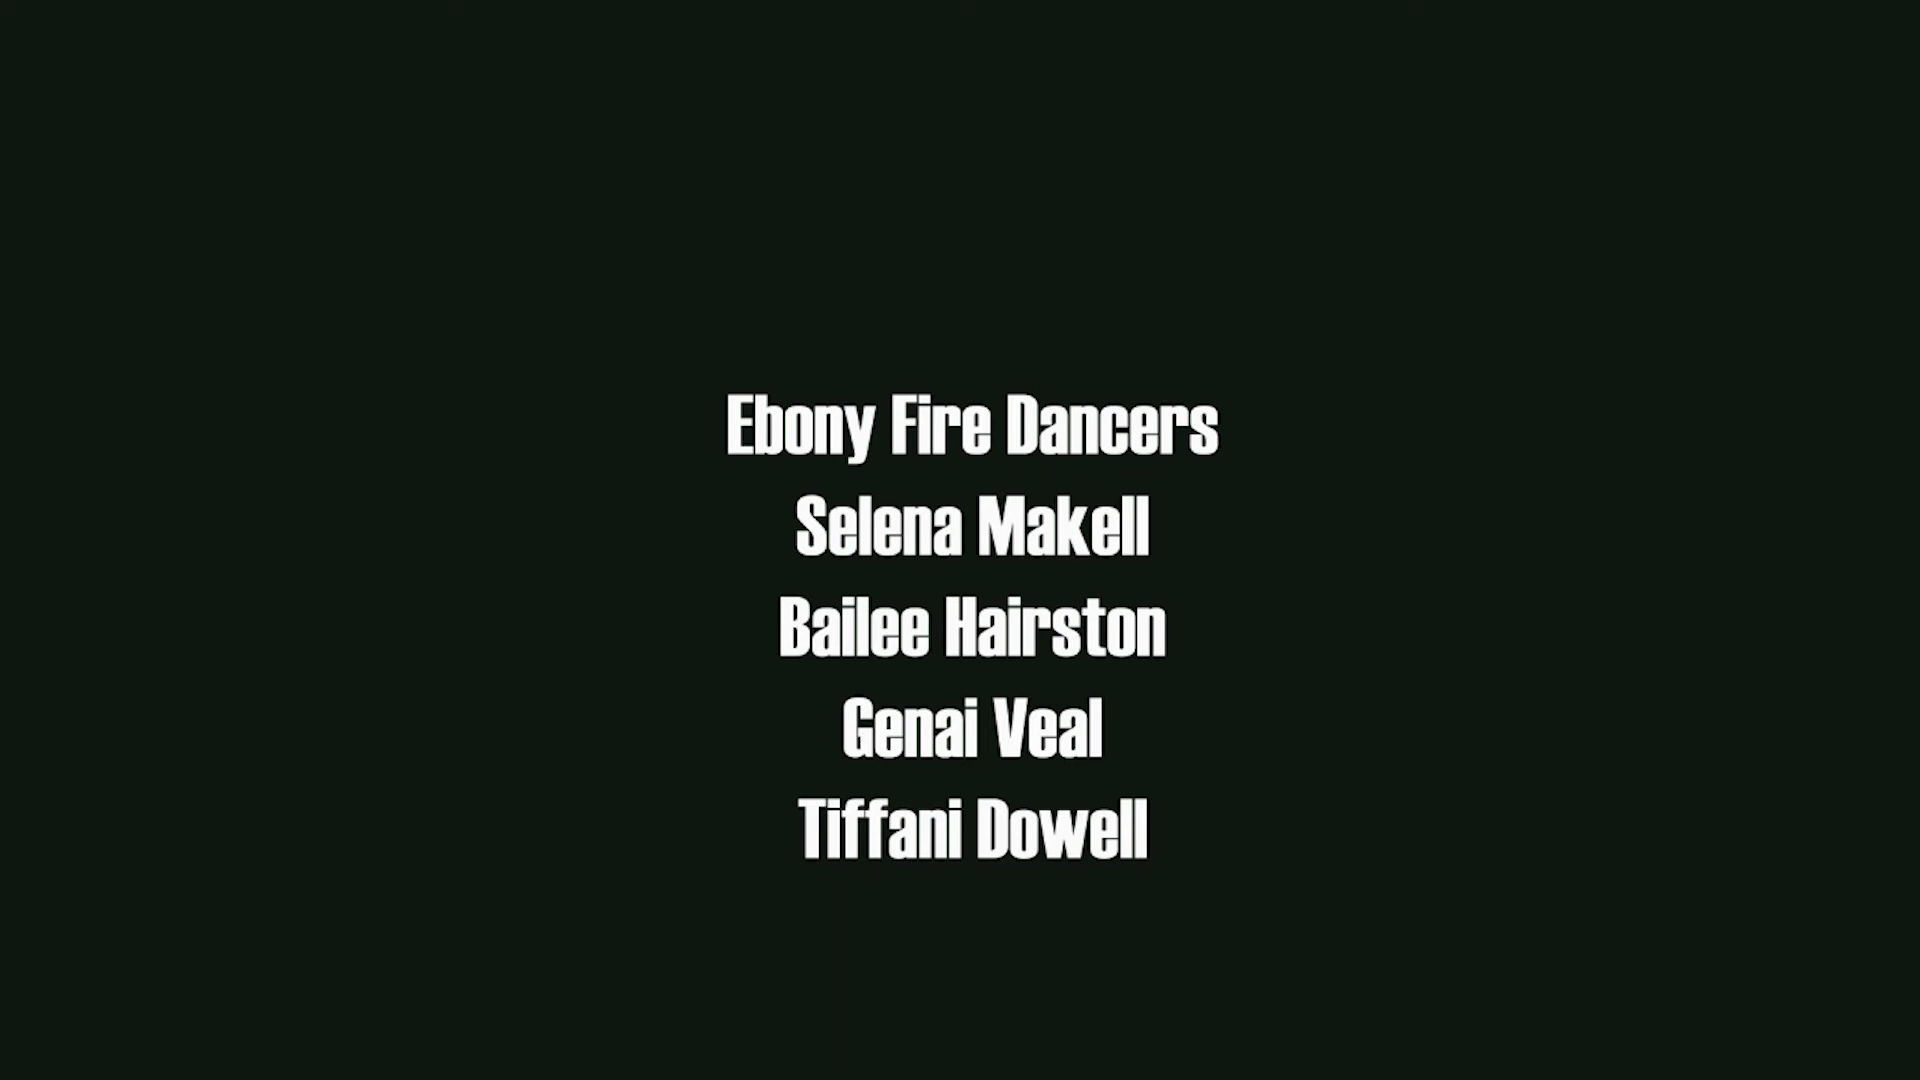 Ebony Fire Dancers
Selena Makell
Bailee Hairston
Genai Veal
Tiffani Dowell